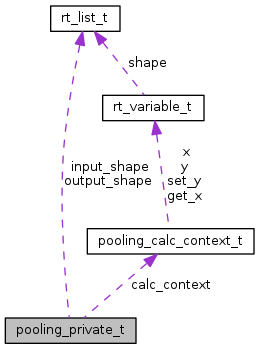 rt_list_t
shape
rt_variable_t
input_shape
output_shape
x
y
set_y
get_x
pooling_calc_context_t
calc_context
pooling_private_t